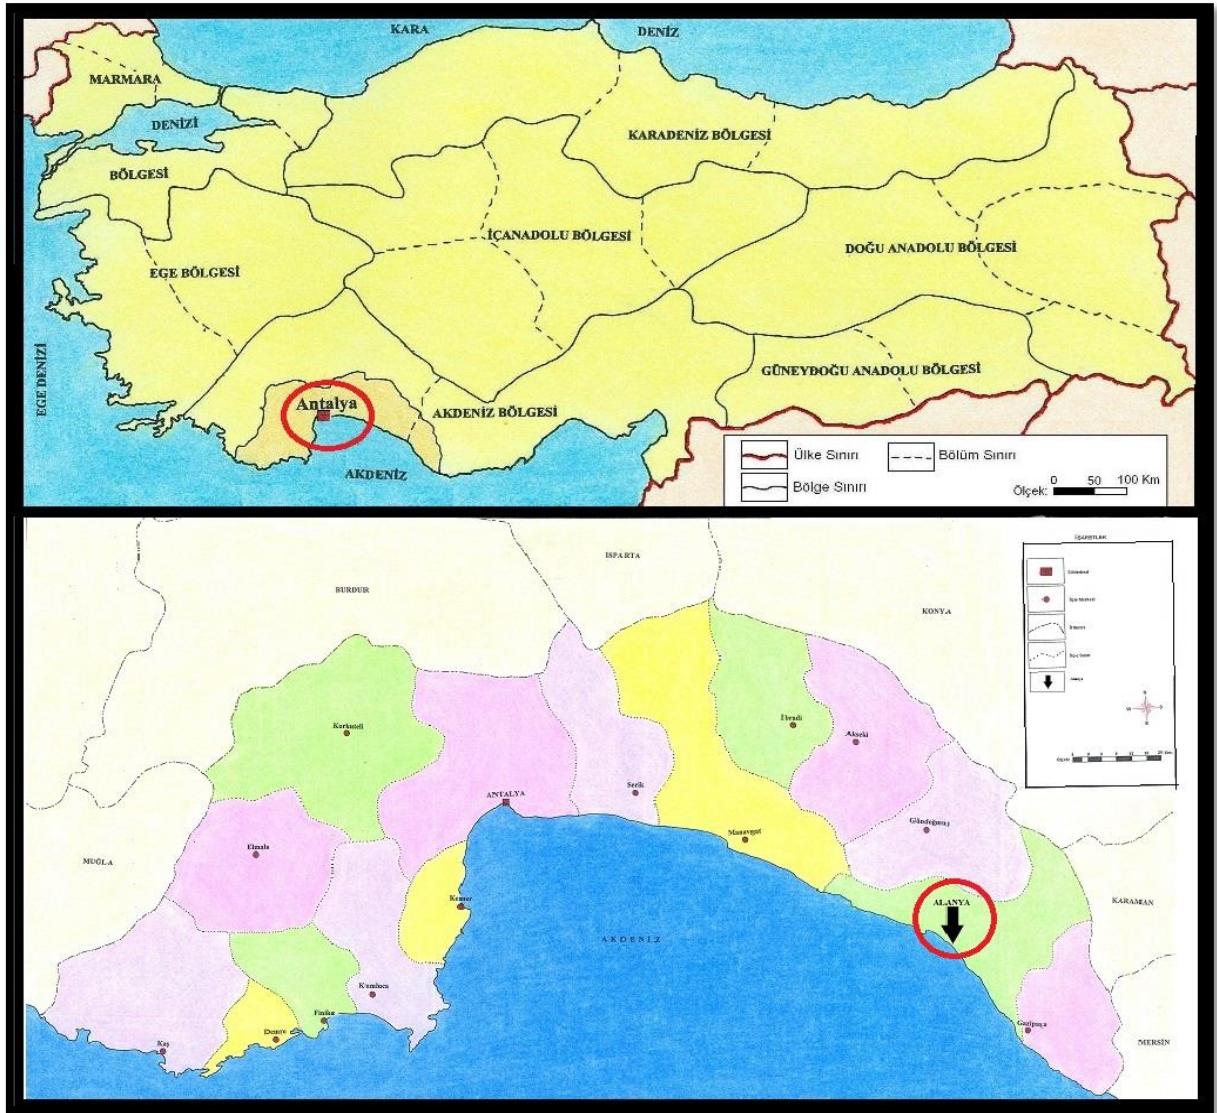 KARA
DENİZ
MARMARA
DENİZİ
BÖLGESİ
KARADENİZ BÖLGESİ
İÇANADOLU BÖLGESİ
DOĞU ANADOLU BÖLGESİ
EGE BÖLGESİ
EGE DENİZİ
GÜNEYDOĞU ANADOLU BÖLGESİ
Antalya
AKDENİZ BÖLGESİ
AKDENİZ
Ülke Sınırı
Bölüm Sınırı
Bölge Sınırı
Ölçek:
0 50 100 Km
BURDUR
ISPARTA
KONYA
İŞARETLER
Korkuteli
İbradi
Akseki
ANTALYA
Serik
Manavgat
Gündoğmuş
Elmalı
MUĞLA
Kemer
ALANYA
KARAMAN
AKDENİZ
Kumluca
Finike
Demre
Kaş
Gazipaşa
MERSİN